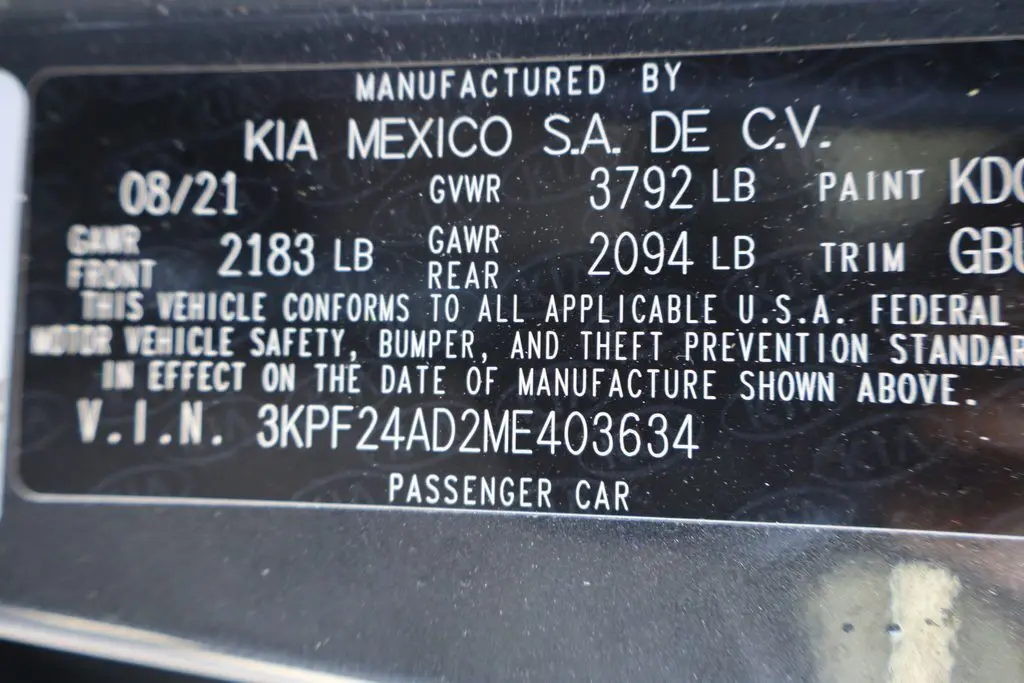 MANUFACTURED BY
KIA MEXICO S.A. DE C.V.
08/21 GVWR 3792 LB PAINT
GAWR FRONT 2183 LB GAWR REAR 2094 LB TRIM
THIS VEHICLE CONFORMS TO ALL APPLICABLE U.S.A. FEDERAL
MOTOR VEHICLE SAFETY, BUMPER, AND THEFT PREVENTION STANDAR
IN EFFECT ON THE DATE OF MANUFACTURE SHOWN ABOVE.
V.I.N. 3KPF24AD2ME403634
PASSENGER CAR